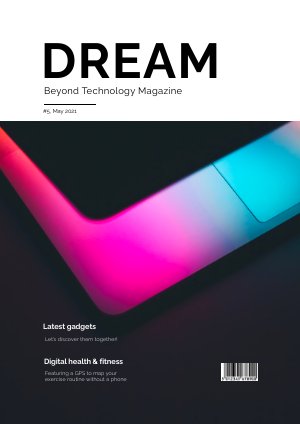 DREAM
Beyond Technology Magazine
#5, May 2021
Latest gadgets
Let's discover them together!
Digital health & fitness
Featuring a GPS to map your
exercise routine without a phone